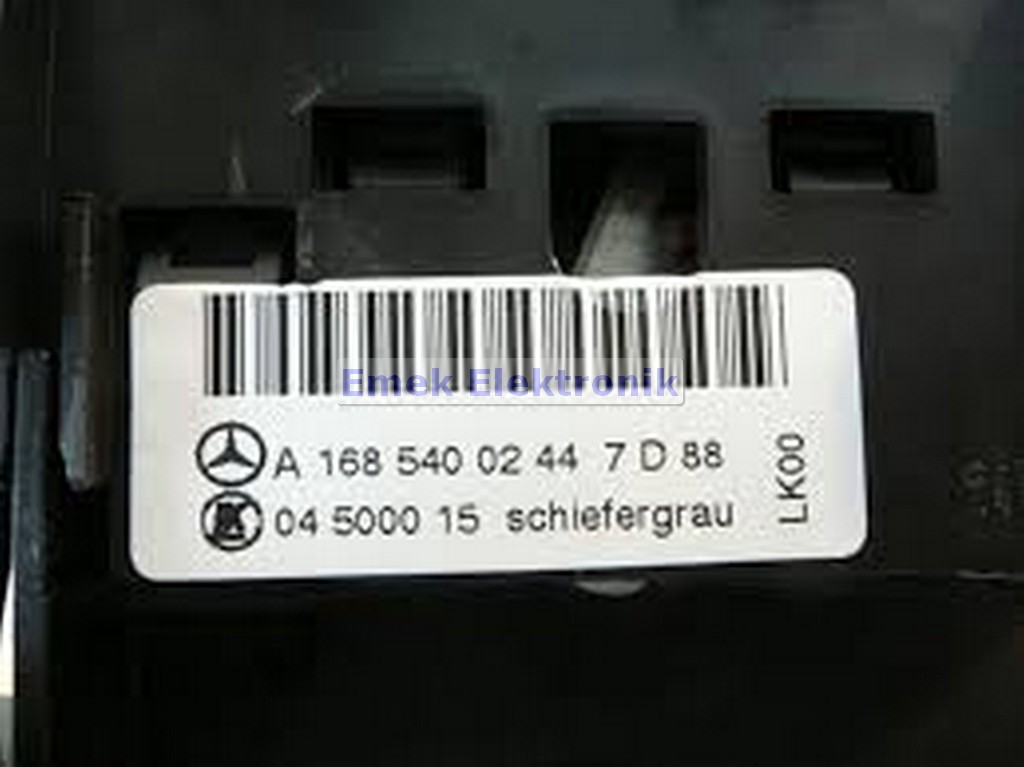 Emek Elektronik
A 168 540 02 44 7 D 88
04 5000 15 schiefergrau
LK00